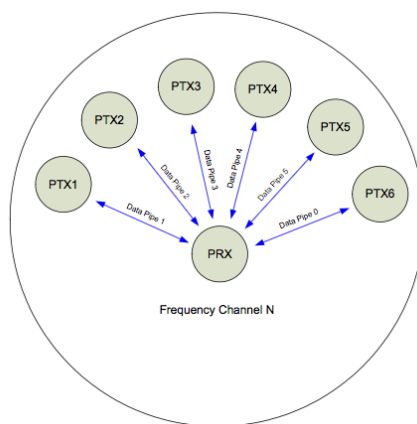 PTX3
PTX4
PTX2
PTX5
PTX1
PTX6
Data Pipe 1
Data Pipe 2
Data Pipe 3
Data Pipe 4
Data Pipe 5
Data Pipe 0
PRX
Frequency Channel N